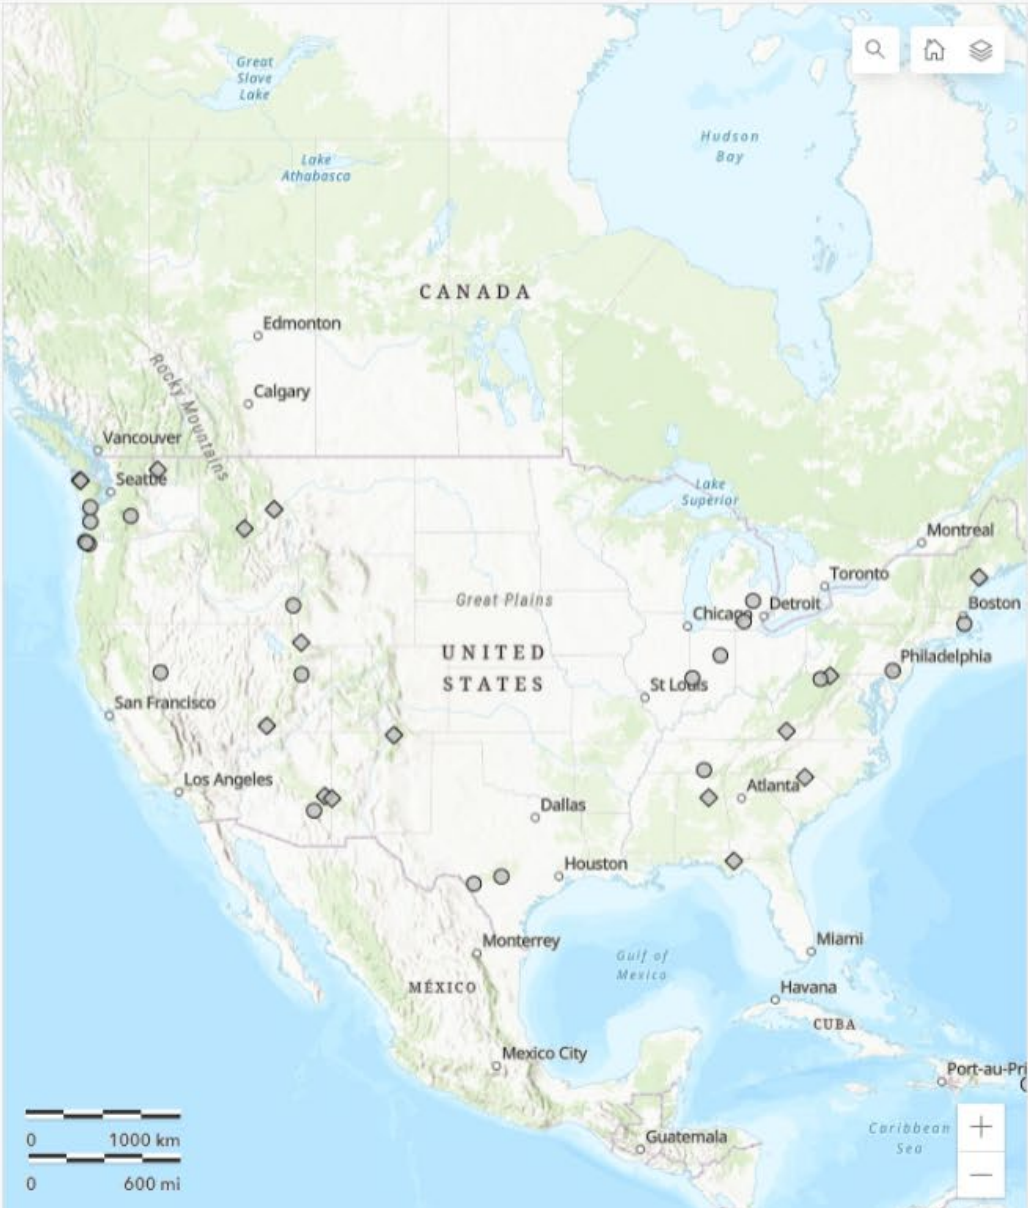 Great
Slave
Lake
Hudson
Bay
Lake
Athabasca
CANADA
Edmonton
Rocky Mountains
Calgary
Vancouver
Seattle
Lake
Superior
Montreal
Toronto
Great Plains
Detroit
Boston
Chicago
UNITED
STATES
Philadelphia
St Louis
San Francisco
Los Angeles
Atlanta
Dallas
Houston
Monterrey
Miami
Gulf of
Mexico
MÉXICO
Havana
CUBA
Mexico City
Port-au-Pri
0 1000 km
Caribbean
Sea
Guatemala
0 600 mi